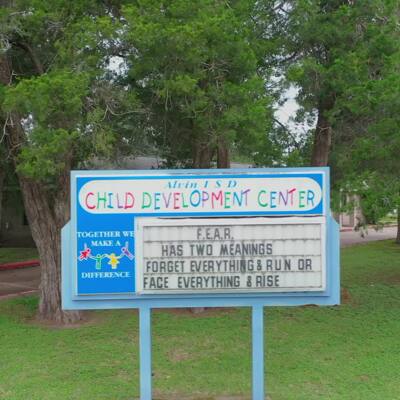 Alvin I S D
CHILD DEVELOPMENT CENTER
TOGETHER WE
MAKE A
DIFFERENCE
F.E.A.R.
HAS TWO MEANINGS
FORGET EVERYTHING & RUN OR
FACE EVERYTHING & RISE